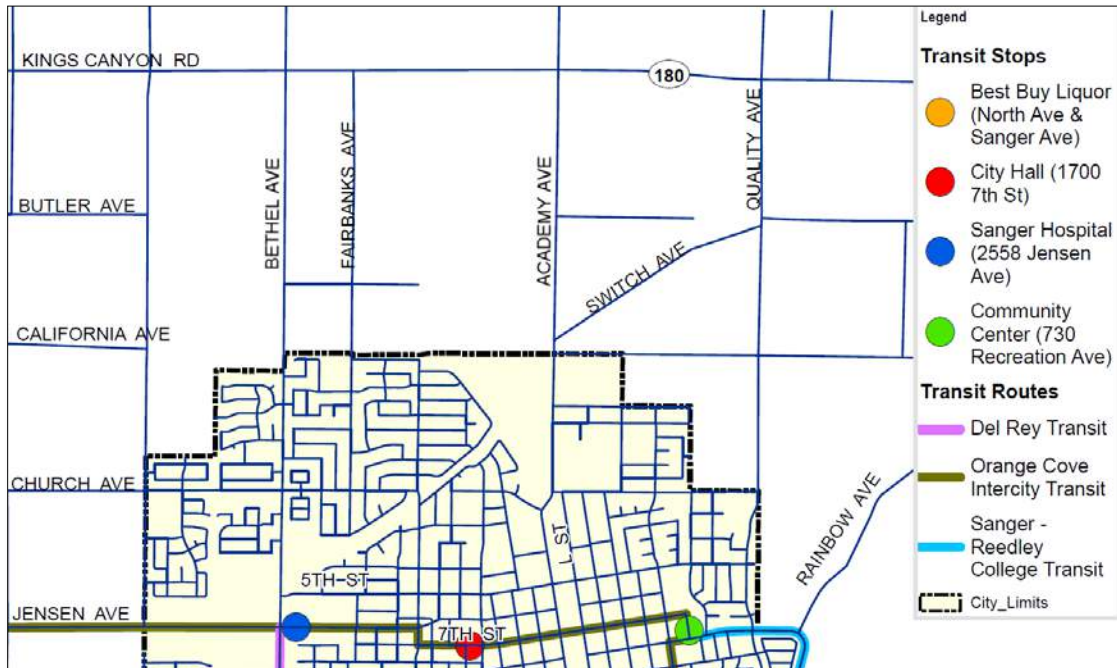 KINGS CANYON RD
180
BUTLER AVE
BETHEL AVE
FAIRBANKS AVE
ACADEMY AVE
QUALITY AVE
SWITCH AVE
CALIFORNIA AVE
CHURCH AVE
L ST
RAINBOW AVE
5TH ST
JENSEN AVE
7TH ST
Legend
Transit Stops
Best Buy Liquor
(North Ave &
Sanger Ave)
City Hall (1700
7th St)
Sanger Hospital
(2558 Jensen
Ave)
Community
Center (730
Recreation Ave)
Transit Routes
Del Rey Transit
Orange Cove
Intercity Transit
Sanger -
Reedley
College Transit
City_Limits